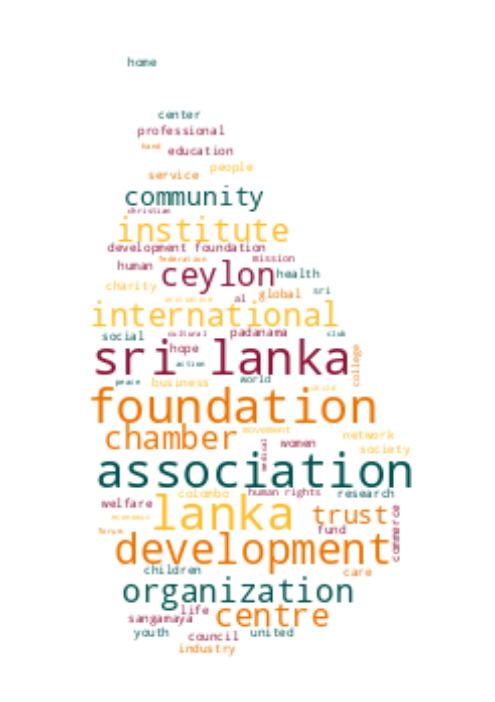 home
center
professional
hand education
people
service
community
christian
institute
development foundation
federation mission
human ceylon health
charity al global sri
international
social cultural padanama club
hope
sri lanka college
action
peace business world child
foundation
chamber movement network
medical women society
association
colombo human rights research
welfare lanka trust
economic fund commerce
forum
development
children care
organization
life centre
sangamaya
youth council united
industry